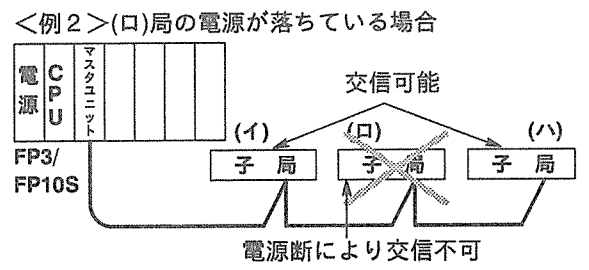 ＜例２＞(ロ)局の電源が落ちている場合
電源
CPU
マスタユニット
交信可能
(イ)
(ロ)
(ハ)
FP3/
FP10S
子 局
子 局
子 局
電源断により交信不可